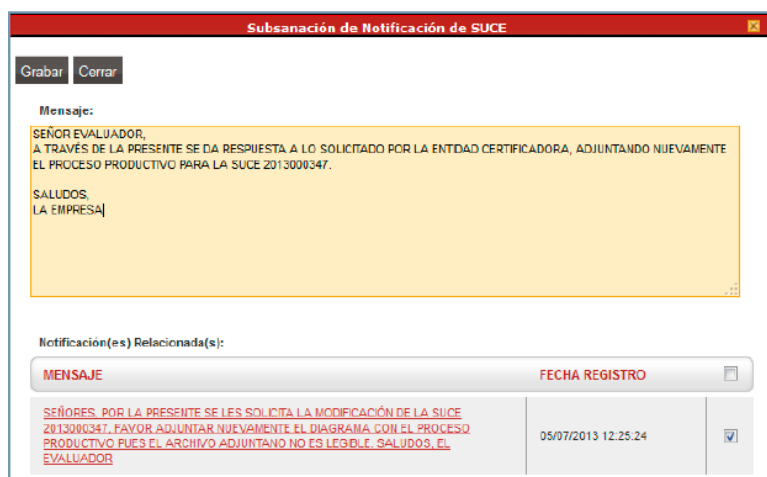 Subsanación de Notificación de SUCE
Grabar Cerrar
Mensaje:
SEÑOR EVALUADOR,
A TRAVÉS DE LA PRESENTE SE DA RESPUESTA A LO SOLICITADO POR LA ENTIDAD CERTIFICADORA, ADJUNTANDO NUEVAMENTE
EL PROCESO PRODUCTIVO PARA LA SUCE 2013000347.
SALUDOS,
LA EMPRESA
Notificación(es) Relacionada(s):
MENSAJE FECHA REGISTRO
SEÑORES, POR LA PRESENTE SE LES SOLICITA LA MODIFICACIÓN DE LA SUCE
2013000347, FAVOR ADJUNTAR NUEVAMENTE EL DIAGRAMA CON EL PROCESO
PRODUCTIVO PUES EL ARCHIVO ADJUNTANO NO ES LEGIBLE. SALUDOS, EL
EVALUADOR
05/07/2013 12:25:24